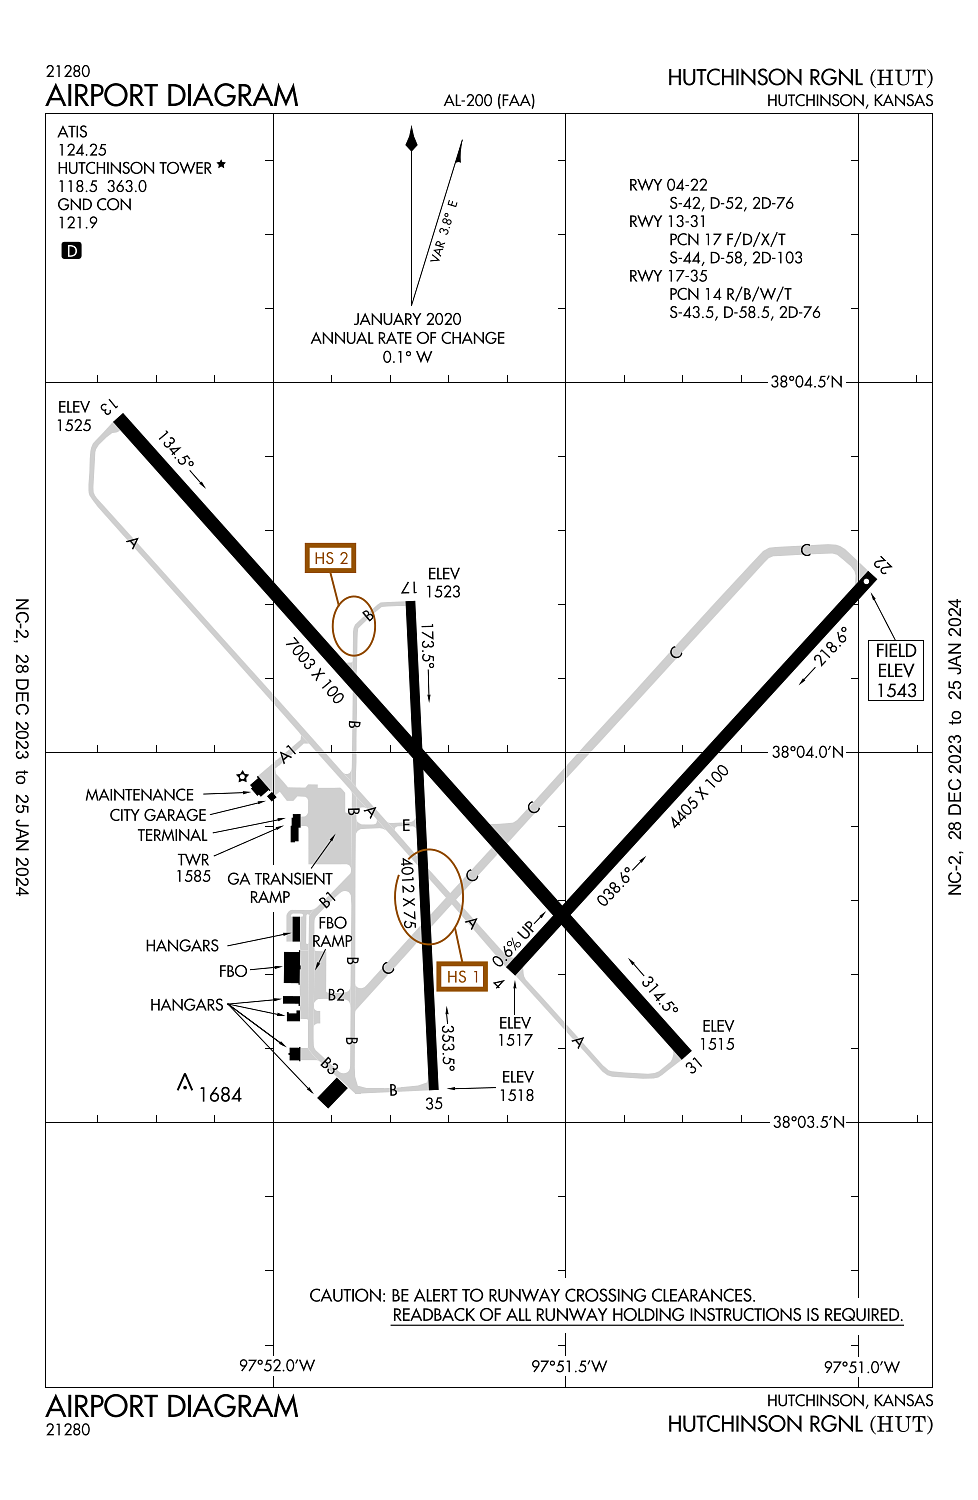 21280
AIRPORT DIAGRAM
AL-200 (FAA)
HUTCHINSON RGNL (HUT)
HUTCHINSON, KANSAS
ATIS
124.25
HUTCHINSON TOWER
118.5 363.0
GND CON
121.9
D
VAR 3.8° E
JANUARY 2020
ANNUAL RATE OF CHANGE
0.1° W
RWY 04-22
S-42, D-52, 2D-76
RWY 13-31
PCN 17 F/D/X/T
S-44, D-58, 2D-103
RWY 17-35
PCN 14 R/B/W/T
S-43.5, D-58.5, 2D-76
38°04.5'N
ELEV
1525
13
134.5°
A
HS 2
B
17
ELEV
1523
173.5°
7003 X 100
C
C
22
218.6°
FIELD
ELEV
1543
B
A1
38°04.0'N
MAINTENANCE
CITY GARAGE
TERMINAL
TWR
1585
B
A
E
C
4405 X 100
GA TRANSIENT
RAMP
4012 X 75
C
038.6°
B1
FBO
RAMP
A
0.6% UP
HANGARS
FBO
B
C
HS 1
4
HANGARS
B2
314.5°
ELEV
1517
ELEV
1515
31
B
353.5°
A
B3
B
ELEV
1518
35
1684
38°03.5'N
CAUTION: BE ALERT TO RUNWAY CROSSING CLEARANCES.
READBACK OF ALL RUNWAY HOLDING INSTRUCTIONS IS REQUIRED.
97°52.0'W
97°51.5'W
97°51.0'W
AIRPORT DIAGRAM
21280
HUTCHINSON, KANSAS
HUTCHINSON RGNL (HUT)
NC-2, 28 DEC 2023 to 25 JAN 2024
NC-2, 28 DEC 2023 to 25 JAN 2024